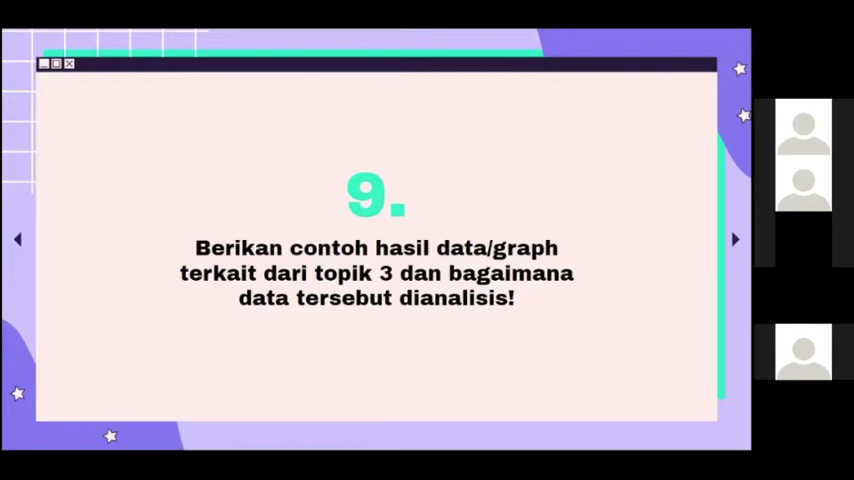 9.
Berikan contoh hasil data/graph
terkait dari topik 3 dan bagaimana
data tersebut dianalisis!